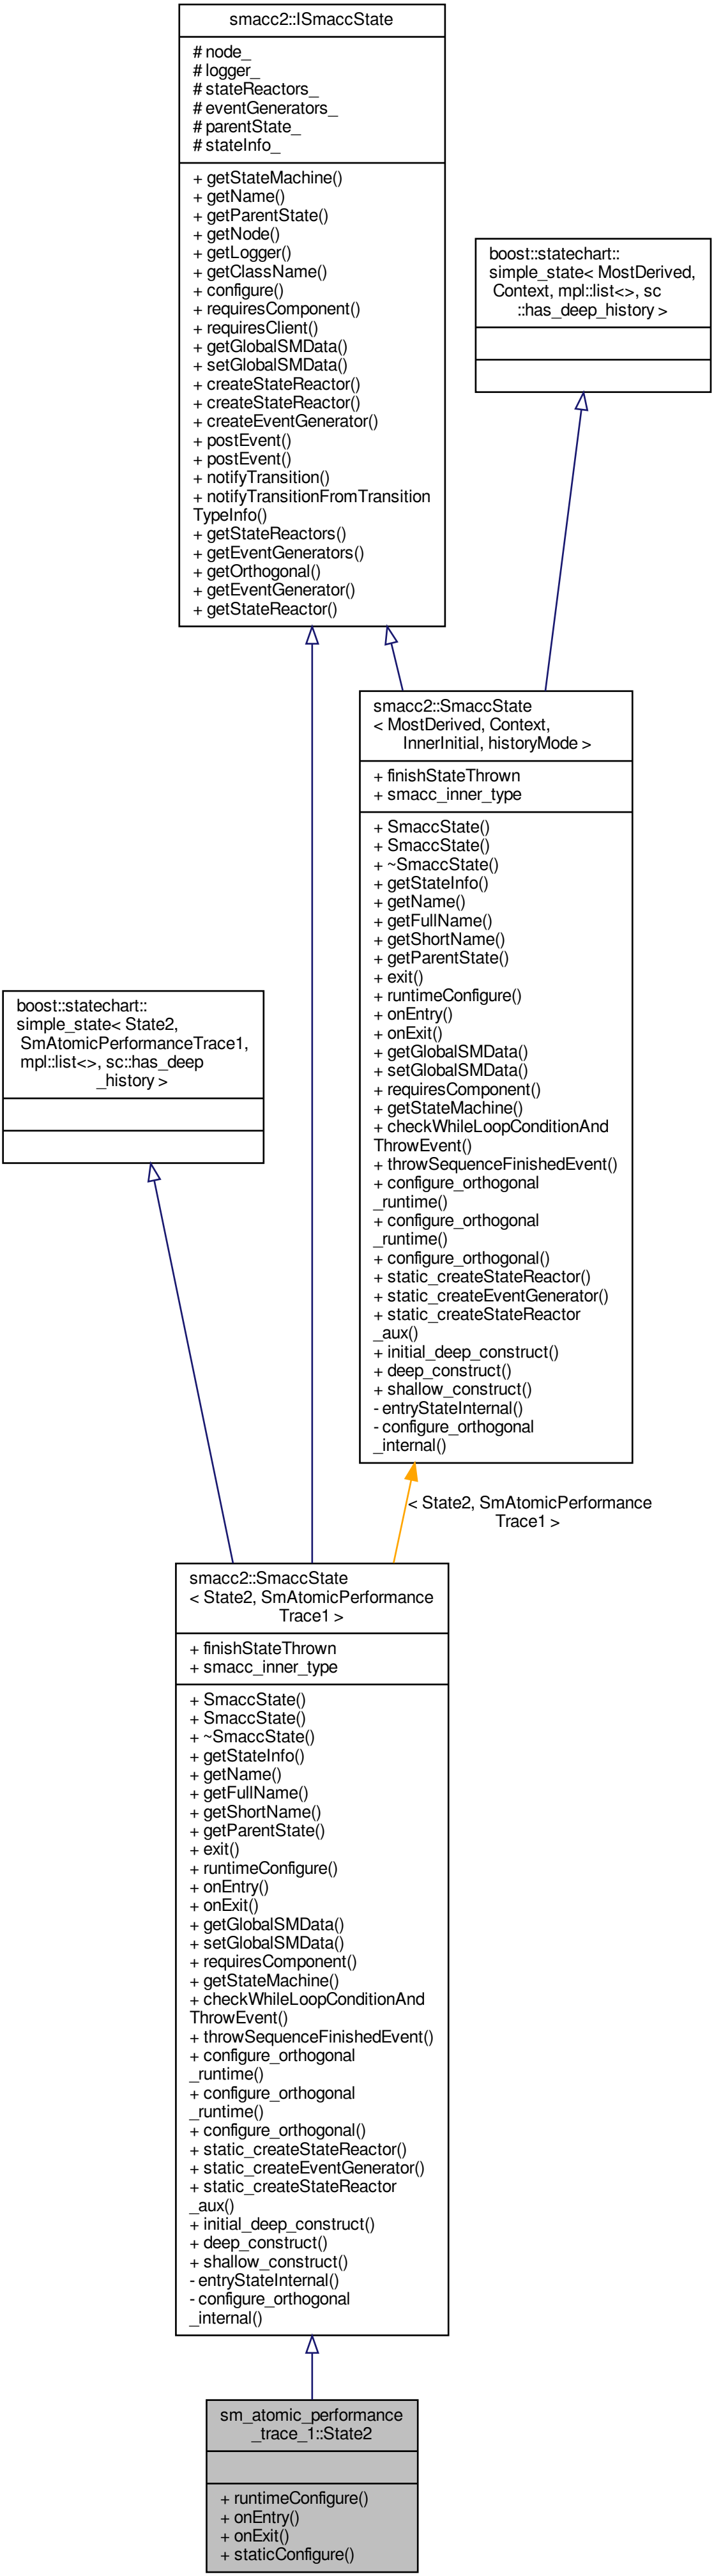 smacc2::ISmaccState
# node_
# logger_
# stateReactors_
# eventGenerators_
# parentState_
# stateInfo_
+ getStateMachine()
+ getName()
+ getParentState()
+ getNode()
+ getLogger()
+ getClassName()
+ configure()
+ requiresComponent()
+ requiresClient()
+ getGlobalSMData()
+ setGlobalSMData()
+ createStateReactor()
+ createStateReactor()
+ createEventGenerator()
+ postEvent()
+ postEvent()
+ notifyTransition()
+ notifyTransitionFromTransition
TypeInfo()
+ getStateReactors()
+ getEventGenerators()
+ getOrthogonal()
+ getEventGenerator()
+ getStateReactor()
boost::statechart::
simple_state< MostDerived,
Context, mpl::list<>, sc
::has_deep_history >
smacc2::SmaccState
< MostDerived, Context,
InnerInitial, historyMode >
+ finishStateThrown
+ smacc_inner_type
+ SmaccState()
+ SmaccState()
+ ~SmaccState()
+ getStateInfo()
+ getName()
+ getFullName()
+ getShortName()
+ getParentState()
+ exit()
+ runtimeConfigure()
+ onEntry()
+ onExit()
+ getGlobalSMData()
+ setGlobalSMData()
+ requiresComponent()
+ getStateMachine()
+ checkWhileLoopConditionAnd
ThrowEvent()
+ throwSequenceFinishedEvent()
+ configure_orthogonal
_runtime()
+ configure_orthogonal
_runtime()
+ configure_orthogonal()
+ static_createStateReactor()
+ static_createEventGenerator()
+ static_createStateReactor
_aux()
+ initial_deep_construct()
+ deep_construct()
+ shallow_construct()
- entryStateInternal()
- configure_orthogonal
_internal()
boost::statechart::
simple_state< State2,
SmAtomicPerformanceTrace1,
mpl::list<>, sc::has_deep
_history >
< State2, SmAtomicPerformance
Trace1 >
smacc2::SmaccState
< State2, SmAtomicPerformance
Trace1 >
+ finishStateThrown
+ smacc_inner_type
+ SmaccState()
+ SmaccState()
+ ~SmaccState()
+ getStateInfo()
+ getName()
+ getFullName()
+ getShortName()
+ getParentState()
+ exit()
+ runtimeConfigure()
+ onEntry()
+ onExit()
+ getGlobalSMData()
+ setGlobalSMData()
+ requiresComponent()
+ getStateMachine()
+ checkWhileLoopConditionAnd
ThrowEvent()
+ throwSequenceFinishedEvent()
+ configure_orthogonal
_runtime()
+ configure_orthogonal
_runtime()
+ configure_orthogonal()
+ static_createStateReactor()
+ static_createEventGenerator()
+ static_createStateReactor
_aux()
+ initial_deep_construct()
+ deep_construct()
+ shallow_construct()
- entryStateInternal()
- configure_orthogonal
_internal()
sm_atomic_performance
_trace_1::State2
+ runtimeConfigure()
+ onEntry()
+ onExit()
+ staticConfigure()